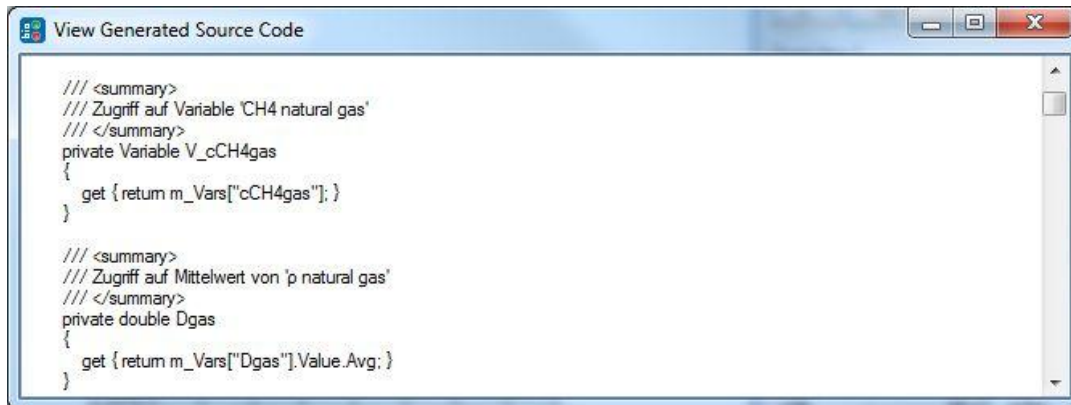 View Generated Source Code
/// <summary>
/// Zugriff auf Variable 'CH4 natural gas'
/// </summary>
private Variable V_cCH4gas
{
get { return m_Vars["cCH4gas"]; }
}
/// <summary>
/// Zugriff auf Mittelwert von 'ρ natural gas'
/// </summary>
private double Dgas
{
get { return m_Vars["Dgas"].Value.Avg; }
}